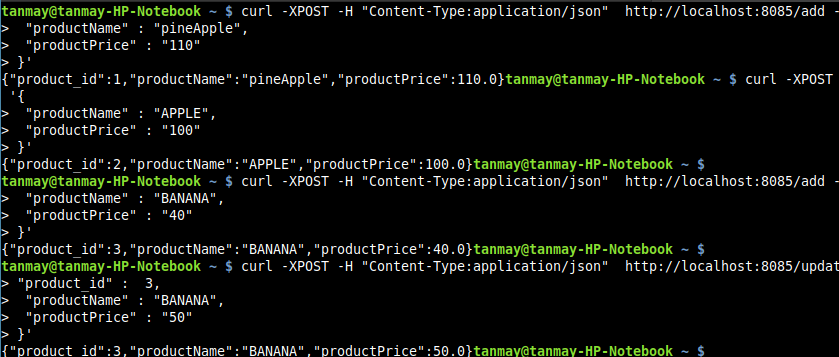 tanmay@tanmay-HP-Notebook ~ $ curl -XPOST -H "Content-Type:application/json"  http://localhost:8085/add -
>  "productName" : "pineApple",
>  "productPrice" : "110"
> }'
{"product_id":1,"productName":"pineApple","productPrice":110.0}tanmay@tanmay-HP-Notebook ~ $ curl -XPOST
 '{
>  "productName" : "APPLE",
>  "productPrice" : "100"
> }'
{"product_id":2,"productName":"APPLE","productPrice":100.0}tanmay@tanmay-HP-Notebook ~ $
tanmay@tanmay-HP-Notebook ~ $ curl -XPOST -H "Content-Type:application/json"  http://localhost:8085/add -
>  "productName" : "BANANA",
>  "productPrice" : "40"
> }'
{"product_id":3,"productName":"BANANA","productPrice":40.0}tanmay@tanmay-HP-Notebook ~ $
tanmay@tanmay-HP-Notebook ~ $ curl -XPOST -H "Content-Type:application/json"  http://localhost:8085/updat
> "product_id" :  3,
>  "productName" : "BANANA",
>  "productPrice" : "50"
> }'
{"product_id":3,"productName":"BANANA","productPrice":50.0}tanmay@tanmay-HP-Notebook ~ $